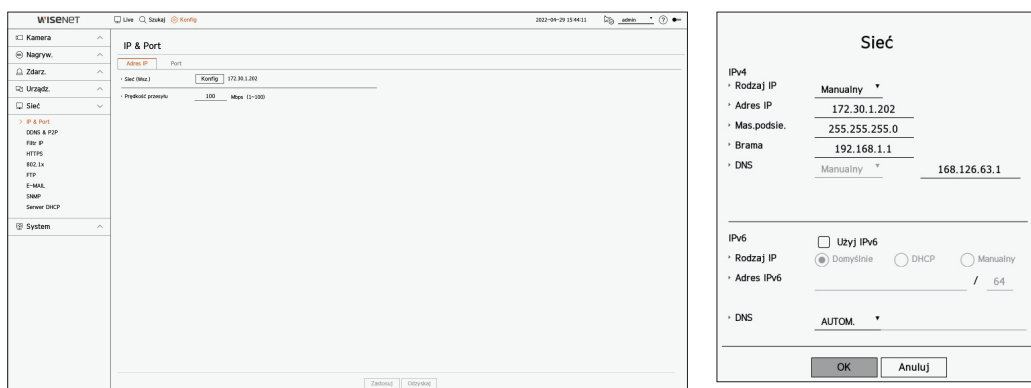 WISENET
Live Szukaj Konfig 2022-04-29 15:44:11 admin ?
Kamera
Nagryw.
Zdarz.
Urządz.
Sieć
IP & Port
DDNS & P2P
Filtr IP
HTTPS
802.1x
FTP
E-MAIL
SNMP
Serwer DHCP
System
IP & Port
Adres IP Port
Sieć (Wsz.) Konfig 172.30.1.202
Prędkość przesyłu 100 Mbps (1~100)
Zastosuj Odzyskaj
Sieć
IPv4
Rodzaj IP Manualny
Adres IP 172.30.1.202
Mas.podsie. 255.255.255.0
Brama 192.168.1.1
DNS Manualny 168.126.63.1
IPv6 Użyj IPv6
Rodzaj IP Domyślnie DHCP Manualny
Adres IPv6 / 64
DNS AUTOM.
OK Anuluj